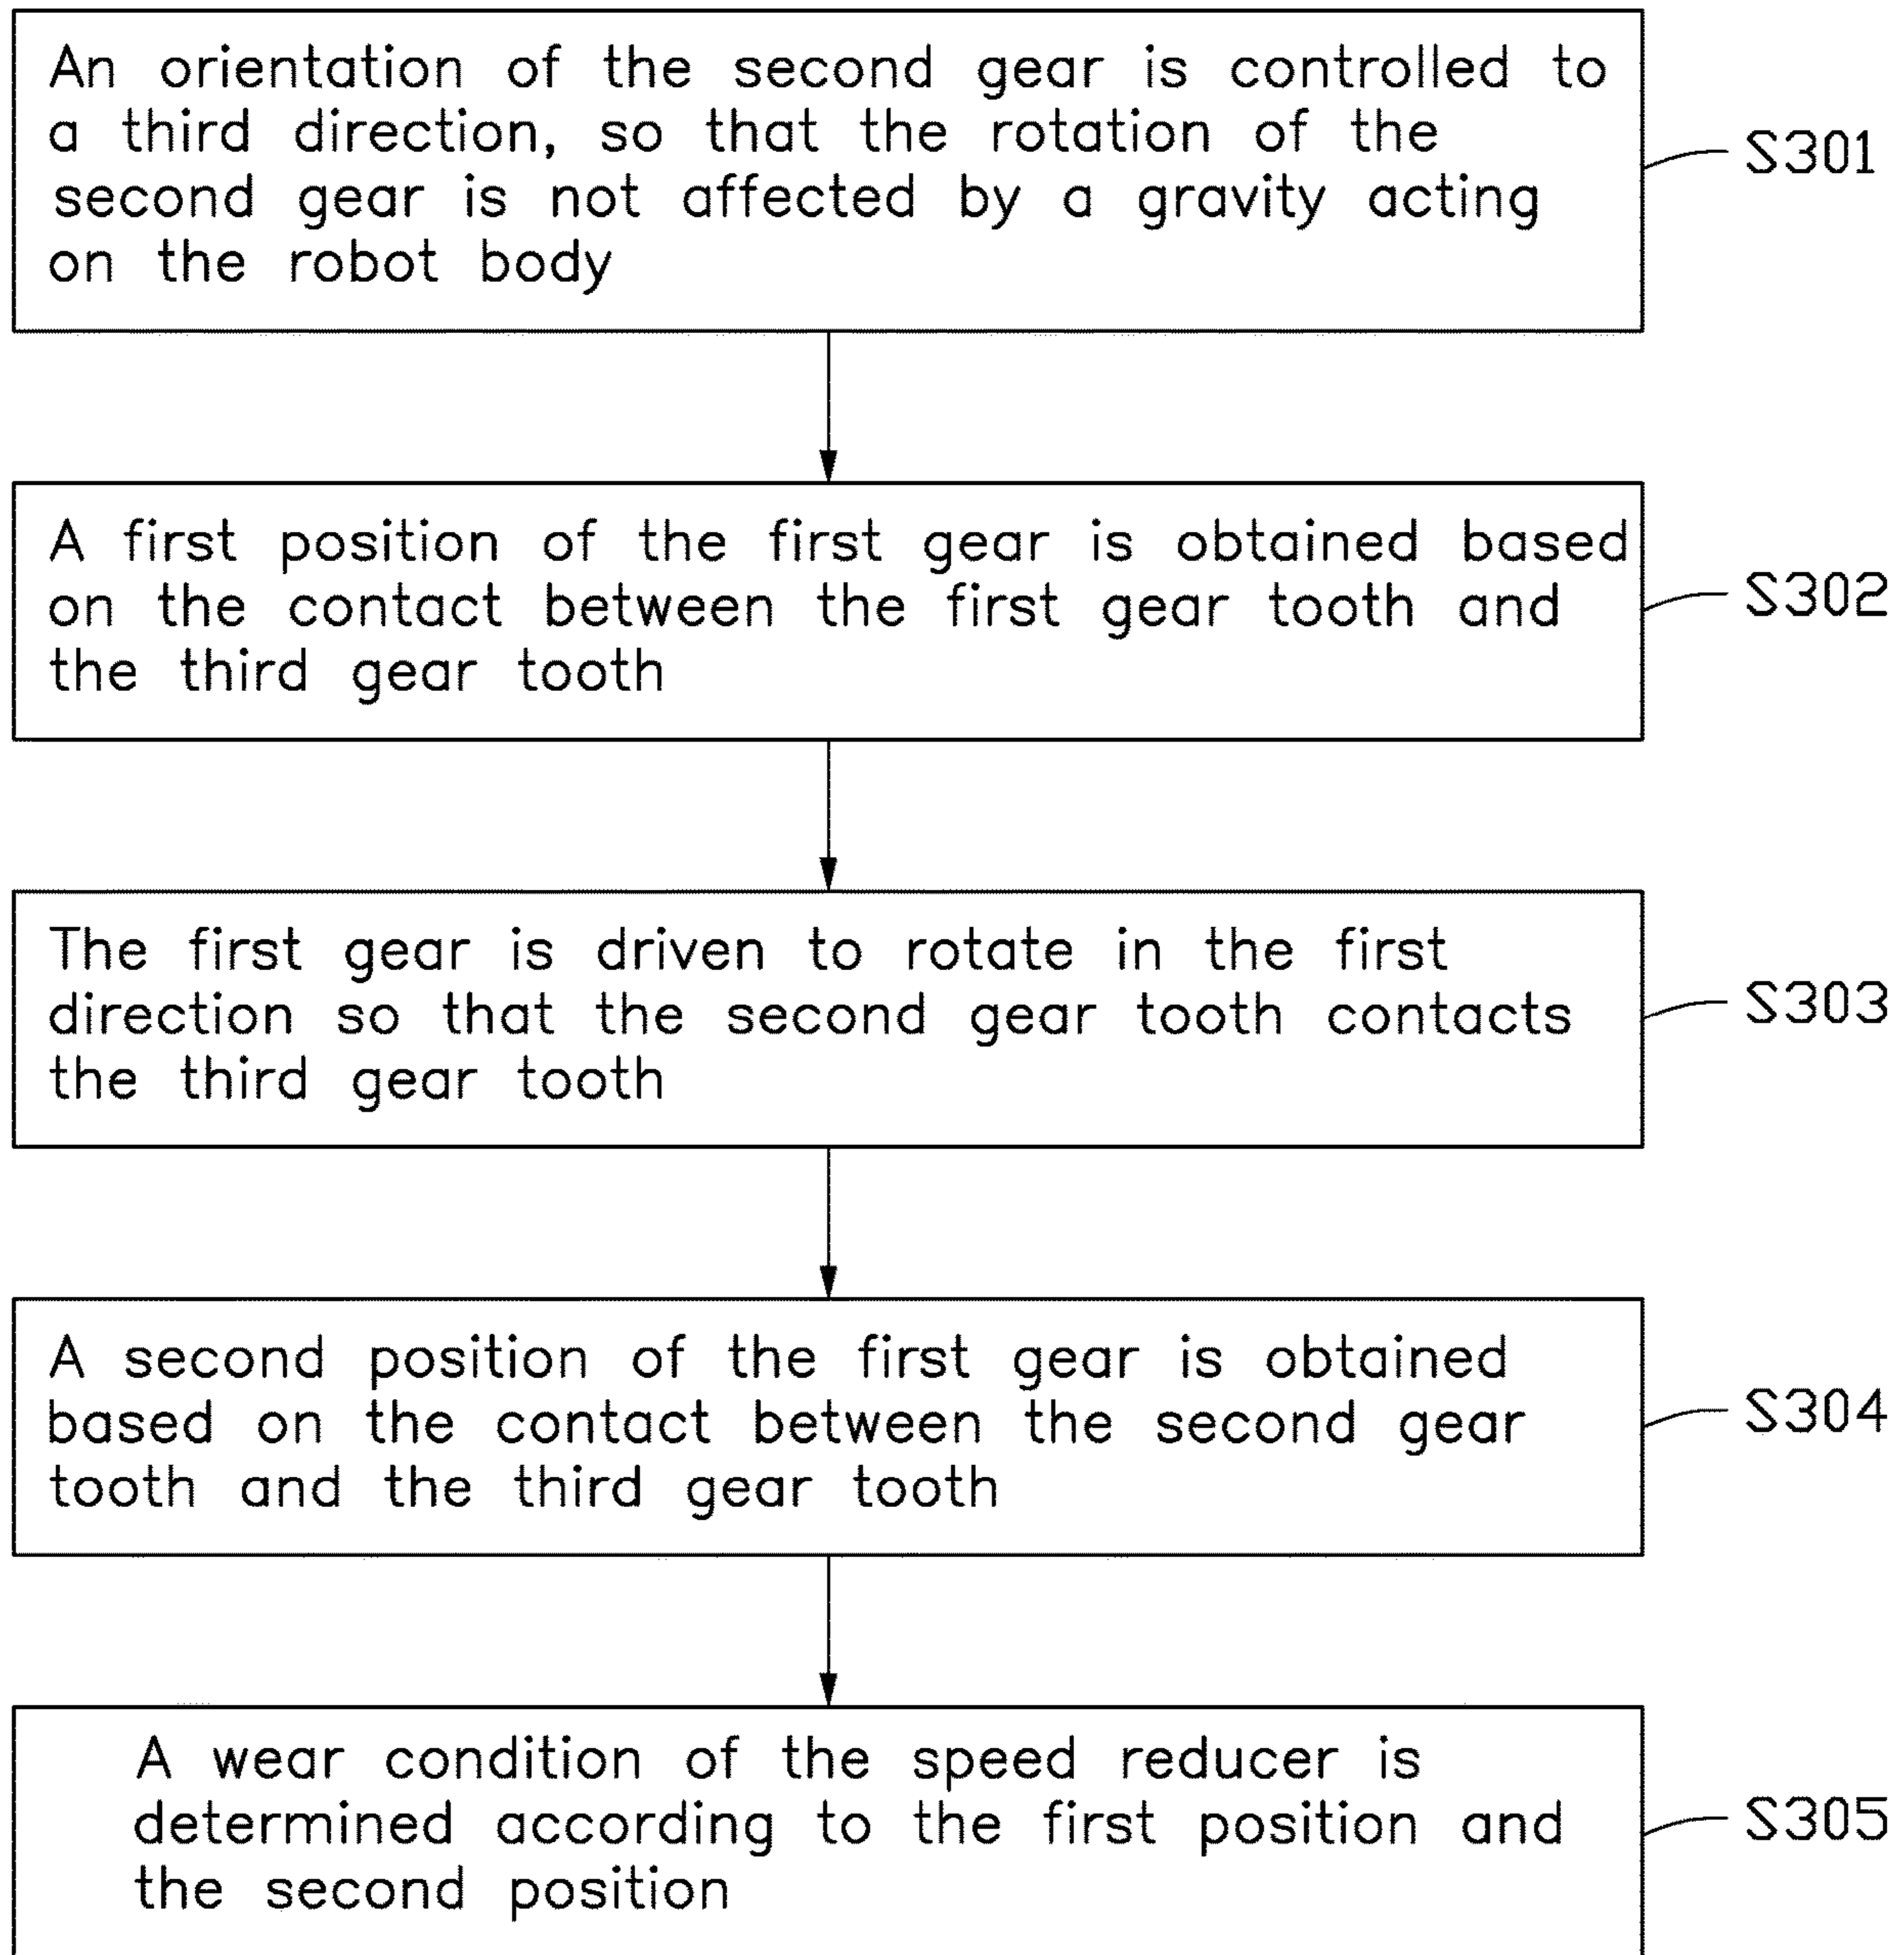 An orientation of the second gear is controlled to
a third direction, so that the rotation of the
second gear is not affected by a gravity acting
on the robot body
S301
A first position of the first gear is obtained based
on the contact between the first gear tooth and
the third gear tooth
S302
The first gear is driven to rotate in the first
direction so that the second gear tooth contacts
the third gear tooth
S303
A second position of the first gear is obtained
based on the contact between the second gear
tooth and the third gear tooth
S304
A wear condition of the speed reducer is
determined according to the first position and
the second position
S305